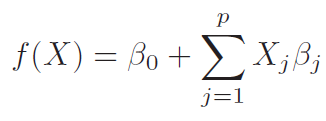 f(X) = β₀ + ∑ⱼ₌₁ᵖ Xⱼβⱼ